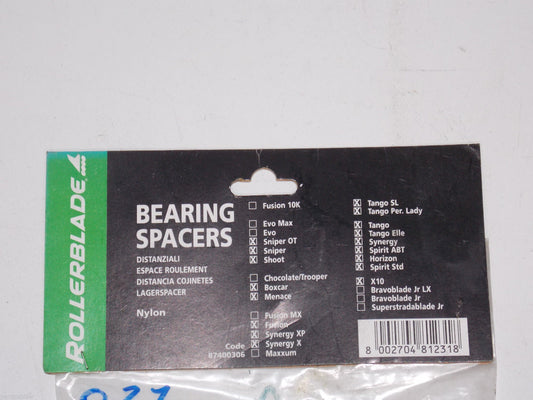 ROLLERBLADE
BEARING
SPACERS
DISTANZIALI
ESPACE ROULEMENT
DISTANCIA COJINETES
LAGERSPACER
Nylon
Code
87400306
☐ Fusion 10K
☐ Evo Max
☐ Evo
☒ Sniper OT
☒ Sniper
☒ Shoot
☐ Chocolate/Trooper
☒ Boxcar
☒ Menace
☐ Fusion MX
☒ Fusion
☒ Synergy XP
☒ Synergy X
☐ Maxxum
☒ Tango SL
☒ Tango Per. Lady
☒ Tango
☒ Tango Elle
☒ Synergy
☒ Spirit ABT
☒ Horizon
☒ Spirit Std
☒ X10
☐ Bravoblade Jr LX
☐ Bravoblade Jr
☐ Superstradablade Jr
8 002704 812318